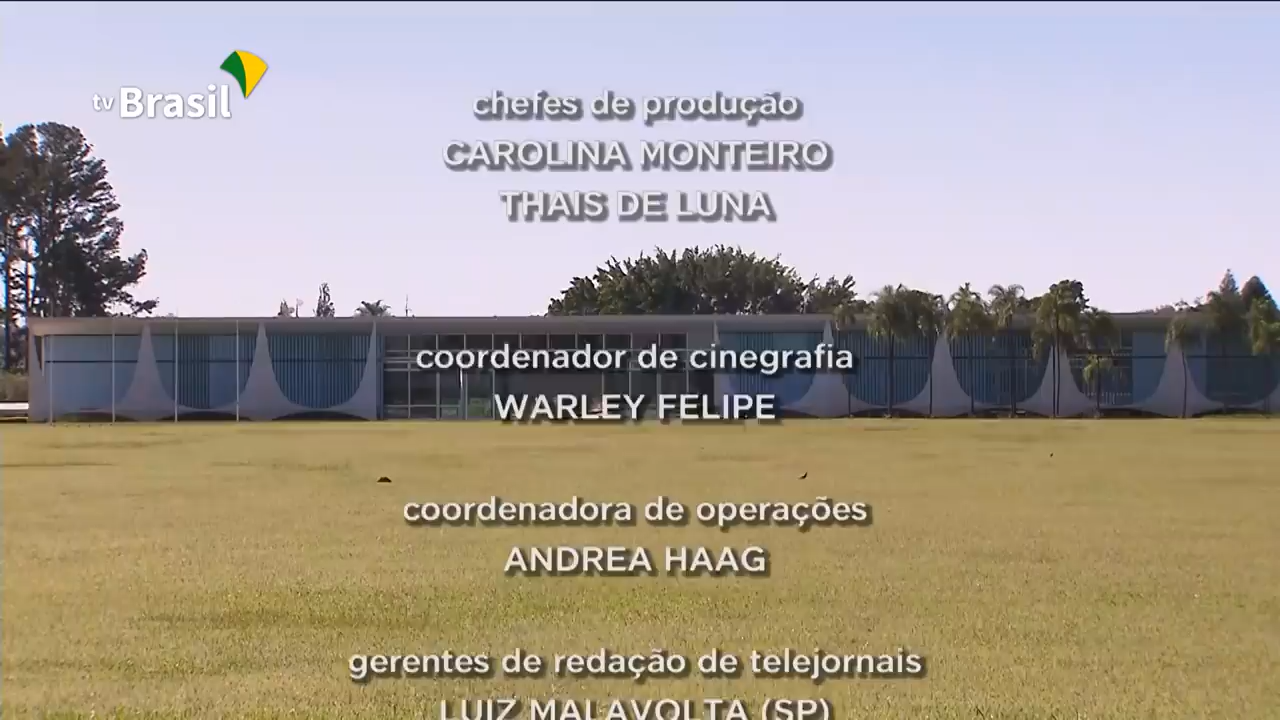 tv Brasil
chefes de produção
CAROLINA MONTEIRO
THAIS DE LUNA
coordenador de cinegrafia
WARLEY FELIPE
coordenadora de operações
ANDREA HAAG
gerentes de redação de telejornais
LUIZ MALAVOLTA (SP)